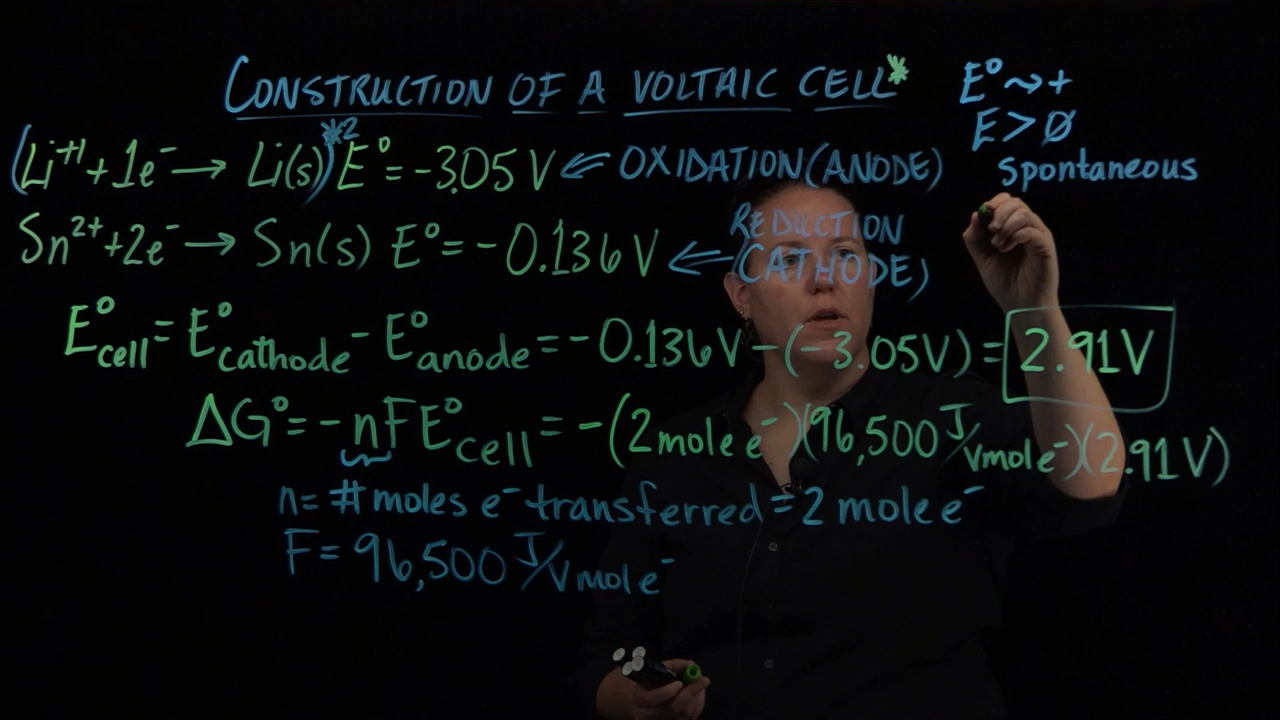 CONSTRUCTION OF A VOLTAIC CELL*
E° ⇝ +
E > Ø
Spontaneous
(Li⁺¹ + 1e⁻ → Li(s))*2 E° = -3.05 V ⇐ OXIDATION (ANODE)
Sn²⁺ + 2e⁻ → Sn(s) E° = -0.136 V ⇐ REDUCTION (CATHODE)
E°cell = E°cathode - E°anode = -0.136V - (-3.05V) = 2.91V
ΔG° = -nFE°cell = -(2 mole e⁻)(96,500 J/Vmole⁻)(2.91V)
n = # moles e⁻ transferred = 2 mole e⁻
F = 96,500 J/Vmol e⁻